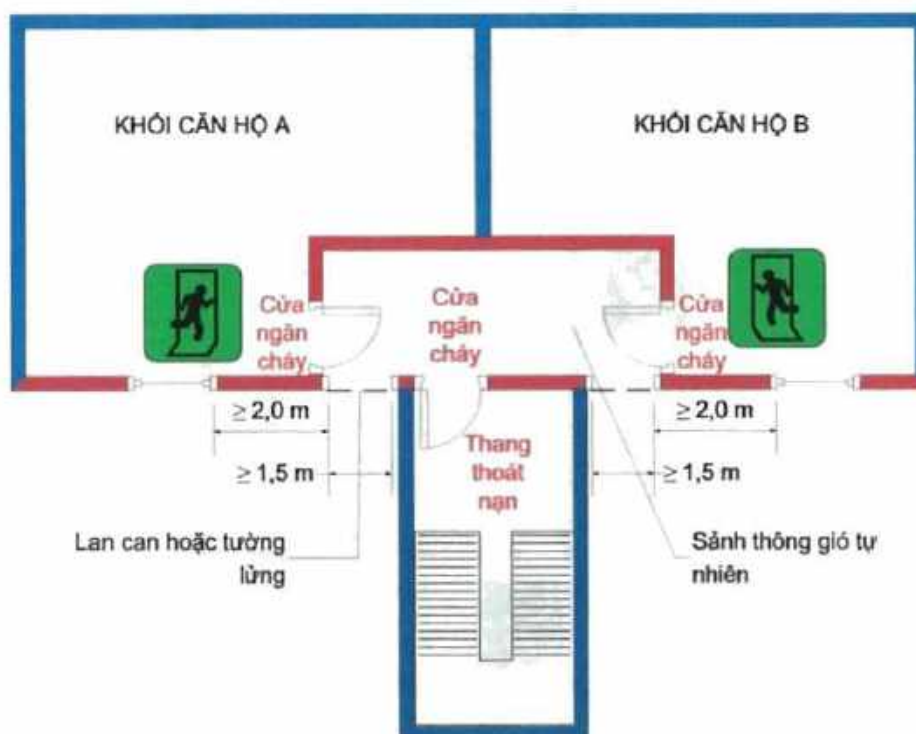 KHỐI CĂN HỘ A
KHỐI CĂN HỘ B
Cửa
ngăn
cháy
Cửa
ngăn
cháy
Cửa
ngăn
cháy
≥ 2,0 m
≥ 2,0 m
≥ 1,5 m
≥ 1,5 m
Thang
thoát
nạn
Lan can hoặc tường
lửng
Sảnh thông gió tự
nhiên